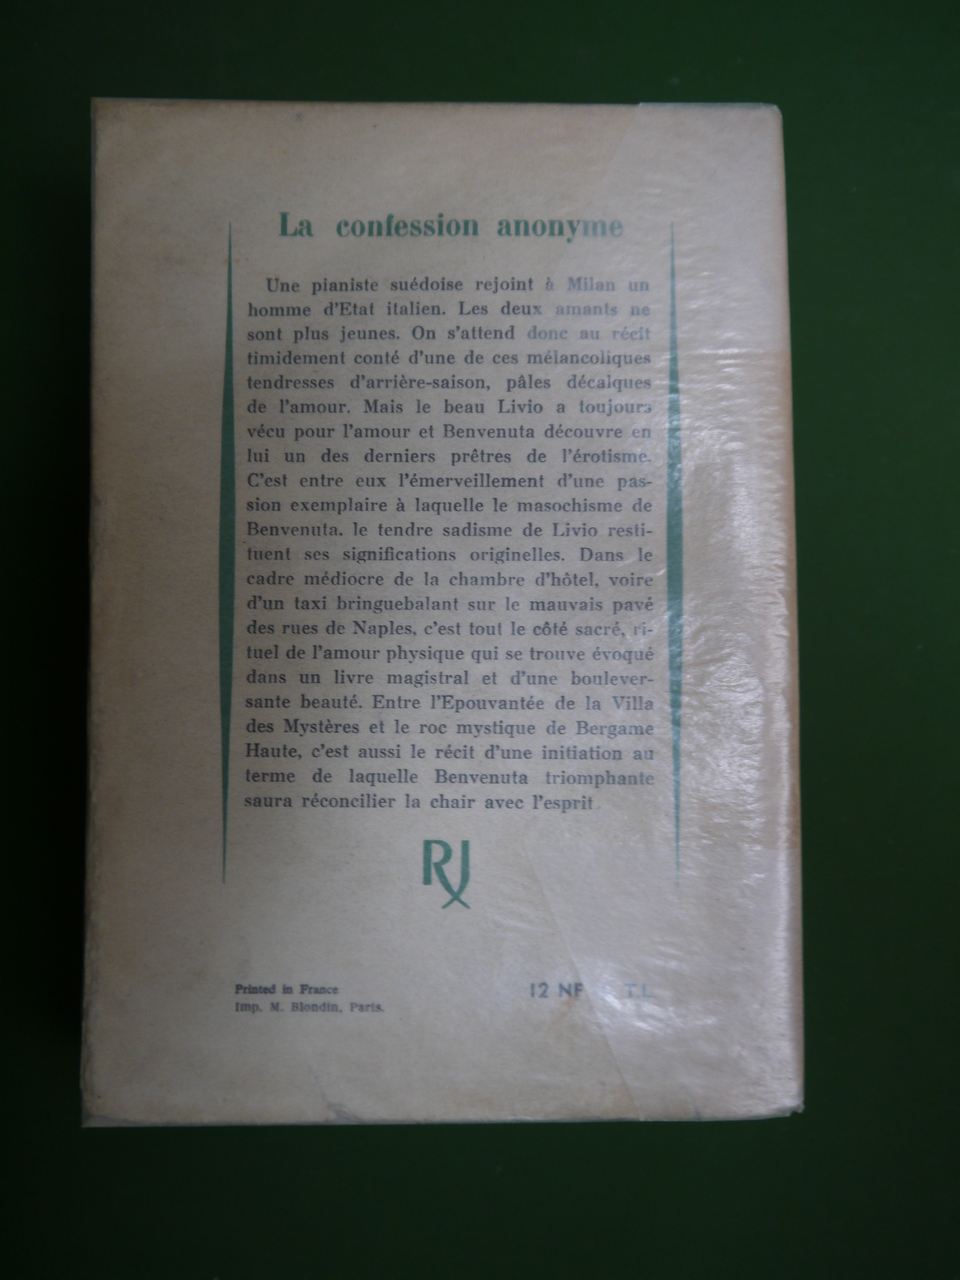 La confession anonyme
Une pianiste suédoise rejoint à Milan un
homme d'Etat italien. Les deux amants ne
sont plus jeunes. On s'attend donc au récit
timidement conté d'une de ces mélancoliques
tendresses d'arrière-saison, pâles décalques
de l'amour. Mais le beau Livio a toujours
vécu pour l'amour et Benvenuta découvre en
lui un des derniers prêtres de l'érotisme.
C'est entre eux l'émerveillement d'une pas-
sion exemplaire à laquelle le masochisme de
Benvenuta, le tendre sadisme de Livio resti-
tuent ses significations originelles. Dans le
cadre médiocre de la chambre d'hôtel, voire
d'un taxi bringuebalant sur le mauvais pavé
des rues de Naples, c'est tout le côté sacré, ri-
tuel de l'amour physique qui se trouve évoqué
dans un livre magistral et d'une boulever-
sante beauté. Entre l'Epouvantée de la Villa
des Mystères et le roc mystique de Bergame
Haute, c'est aussi le récit d'une initiation au
terme de laquelle Benvenuta triomphante
saura réconcilier la chair avec l'esprit.
RJ
Printed in France
Imp. M. Blondin, Paris.
12 NF T.L.